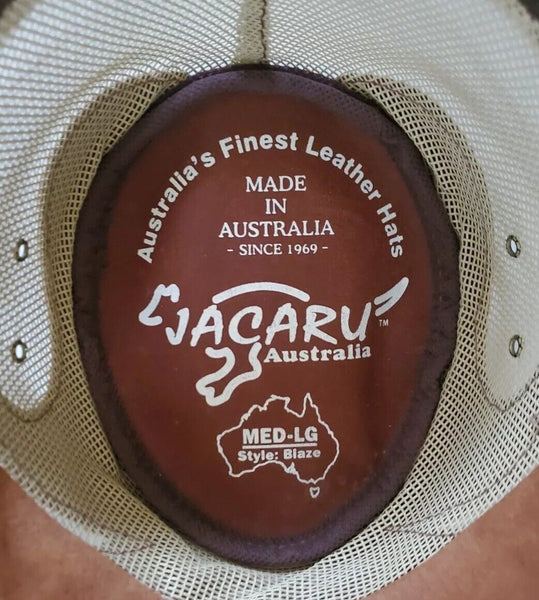 Australia's Finest Leather Hats
MADE
IN
AUSTRALIA
- SINCE 1969 -
JACARU™
Australia
MED-LG
Style: Blaze